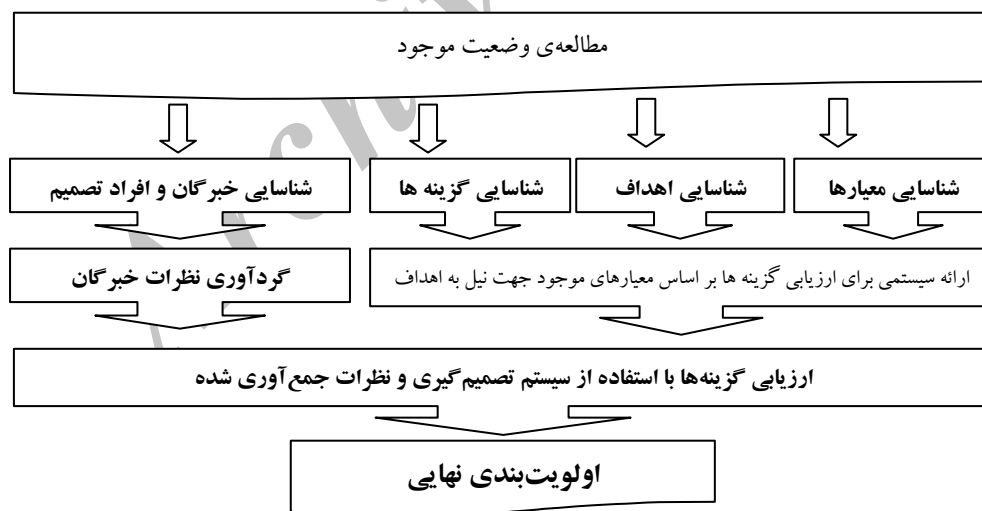 مطالعه‌ی وضعیت موجود
شناسایی معیارها
شناسایی اهداف
شناسایی گزینه ها
شناسایی خبرگان و افراد تصمیم
ارائه سیستمی برای ارزیابی گزینه ها بر اساس معیارهای موجود جهت نیل به اهداف
گردآوری نظرات خبرگان
ارزیابی گزینه‌ها با استفاده از سیستم تصمیم‌گیری و نظرات جمع‌آوری شده
اولویت‌بندی نهایی